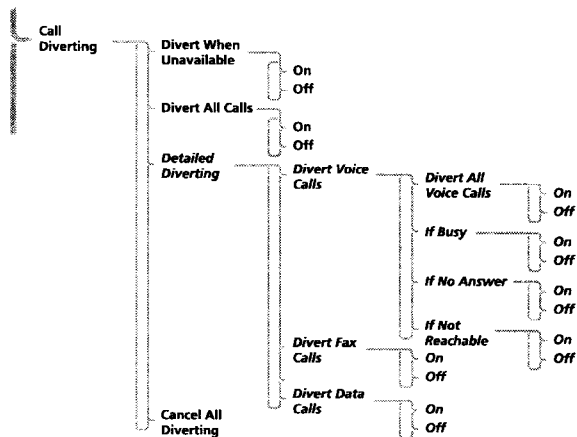 Call
Diverting
Divert When
Unavailable
On
Off
Divert All Calls
On
Off
Detailed
Diverting
Divert Voice
Calls
Divert All
Voice Calls
On
Off
If Busy
On
Off
If No Answer
On
Off
If Not
Reachable
On
Off
Divert Fax
Calls
On
Off
Divert Data
Calls
On
Off
Cancel All
Diverting